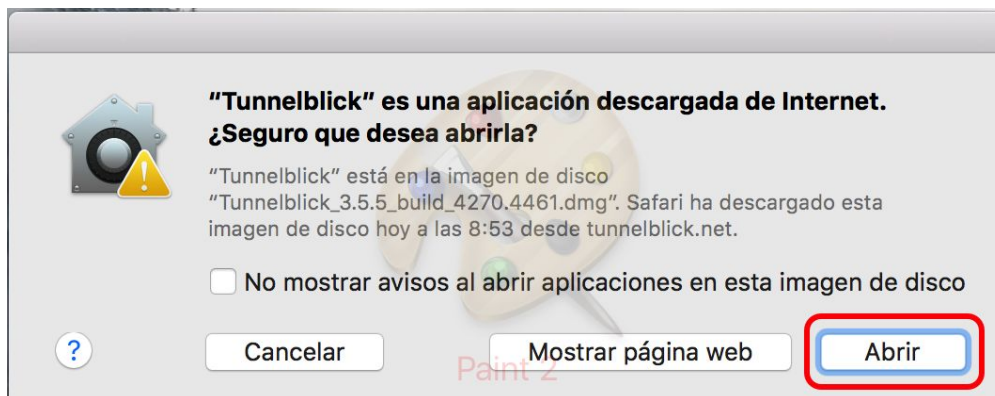 “Tunnelblick” es una aplicación descargada de Internet.
¿Seguro que desea abrirla?
“Tunnelblick” está en la imagen de disco
“Tunnelblick_3.5.5_build_4270.4461.dmg”. Safari ha descargado esta
imagen de disco hoy a las 8:53 desde tunnelblick.net.
No mostrar avisos al abrir aplicaciones en esta imagen de disco
? Cancelar Mostrar página web Abrir
Paint 2